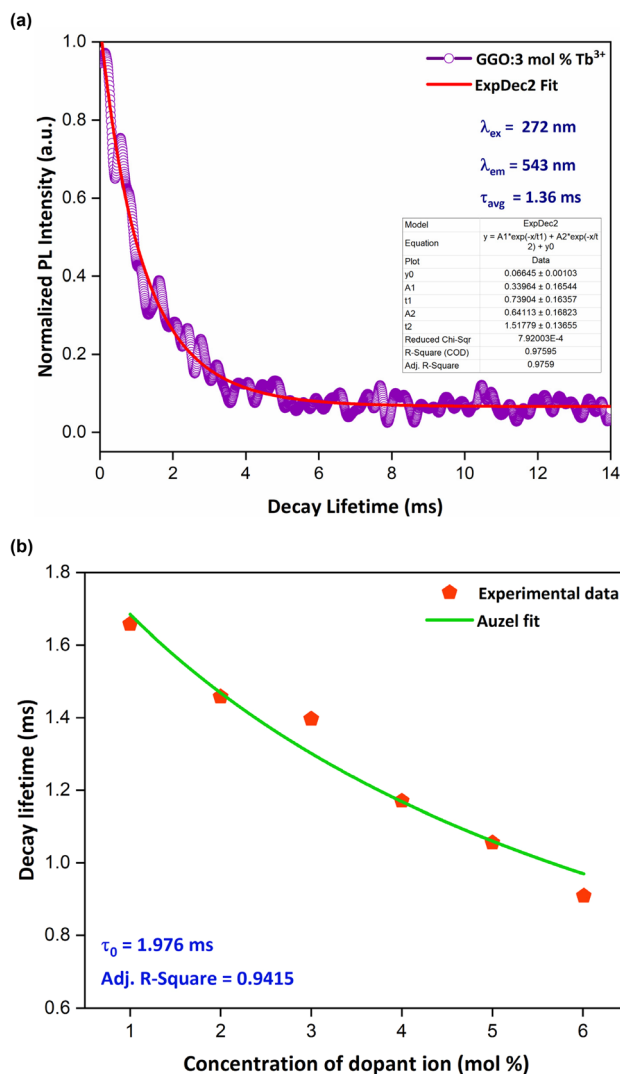 (a)
1.0
0.8
0.6
0.4
0.2
0.0
Normalized PL Intensity (a.u.)
GGO:3 mol % Tb³⁺
ExpDec2 Fit
λex = 272 nm
λem = 543 nm
τavg = 1.36 ms
Model ExpDec2
Equation y = A1*exp(-x/t1) + A2*exp(-x/t
2) + y0
Plot Data
y0 0.06645 ± 0.00103
A1 0.33964 ± 0.16544
t1 0.73904 ± 0.16357
A2 0.64113 ± 0.16823
t2 1.51779 ± 0.13655
Reduced Chi-Sqr 7.92003E-4
R-Square (COD) 0.97595
Adj. R-Square 0.9759
0 2 4 6 8 10 12 14
Decay Lifetime (ms)
(b)
1.8
1.6
1.4
1.2
1.0
0.8
0.6
Decay lifetime (ms)
Experimental data
Auzel fit
τ0 = 1.976 ms
Adj. R-Square = 0.9415
1 2 3 4 5 6
Concentration of dopant ion (mol %)